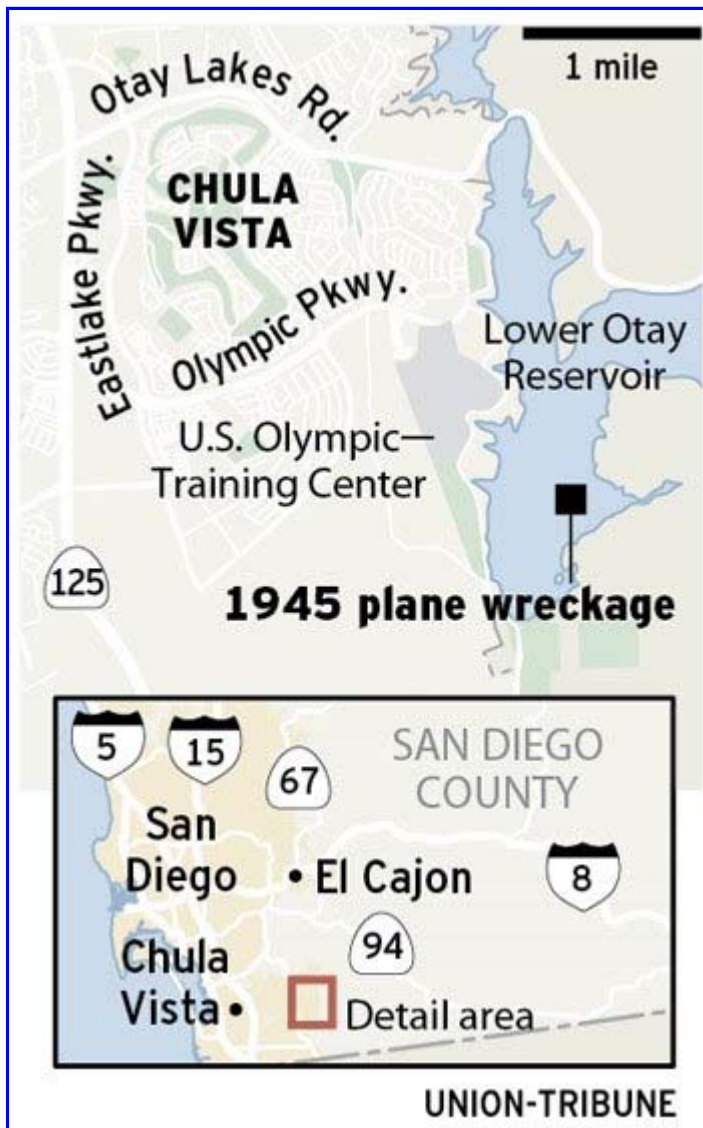 1 mile
Otay Lakes Rd.
Eastlake Pkwy.
CHULA
VISTA
Olympic Pkwy.
Lower Otay
Reservoir
U.S. Olympic—
Training Center
125
1945 plane wreckage
5
15
67
SAN DIEGO
COUNTY
San
Diego
El Cajon
8
94
Chula
Vista
Detail area
UNION-TRIBUNE